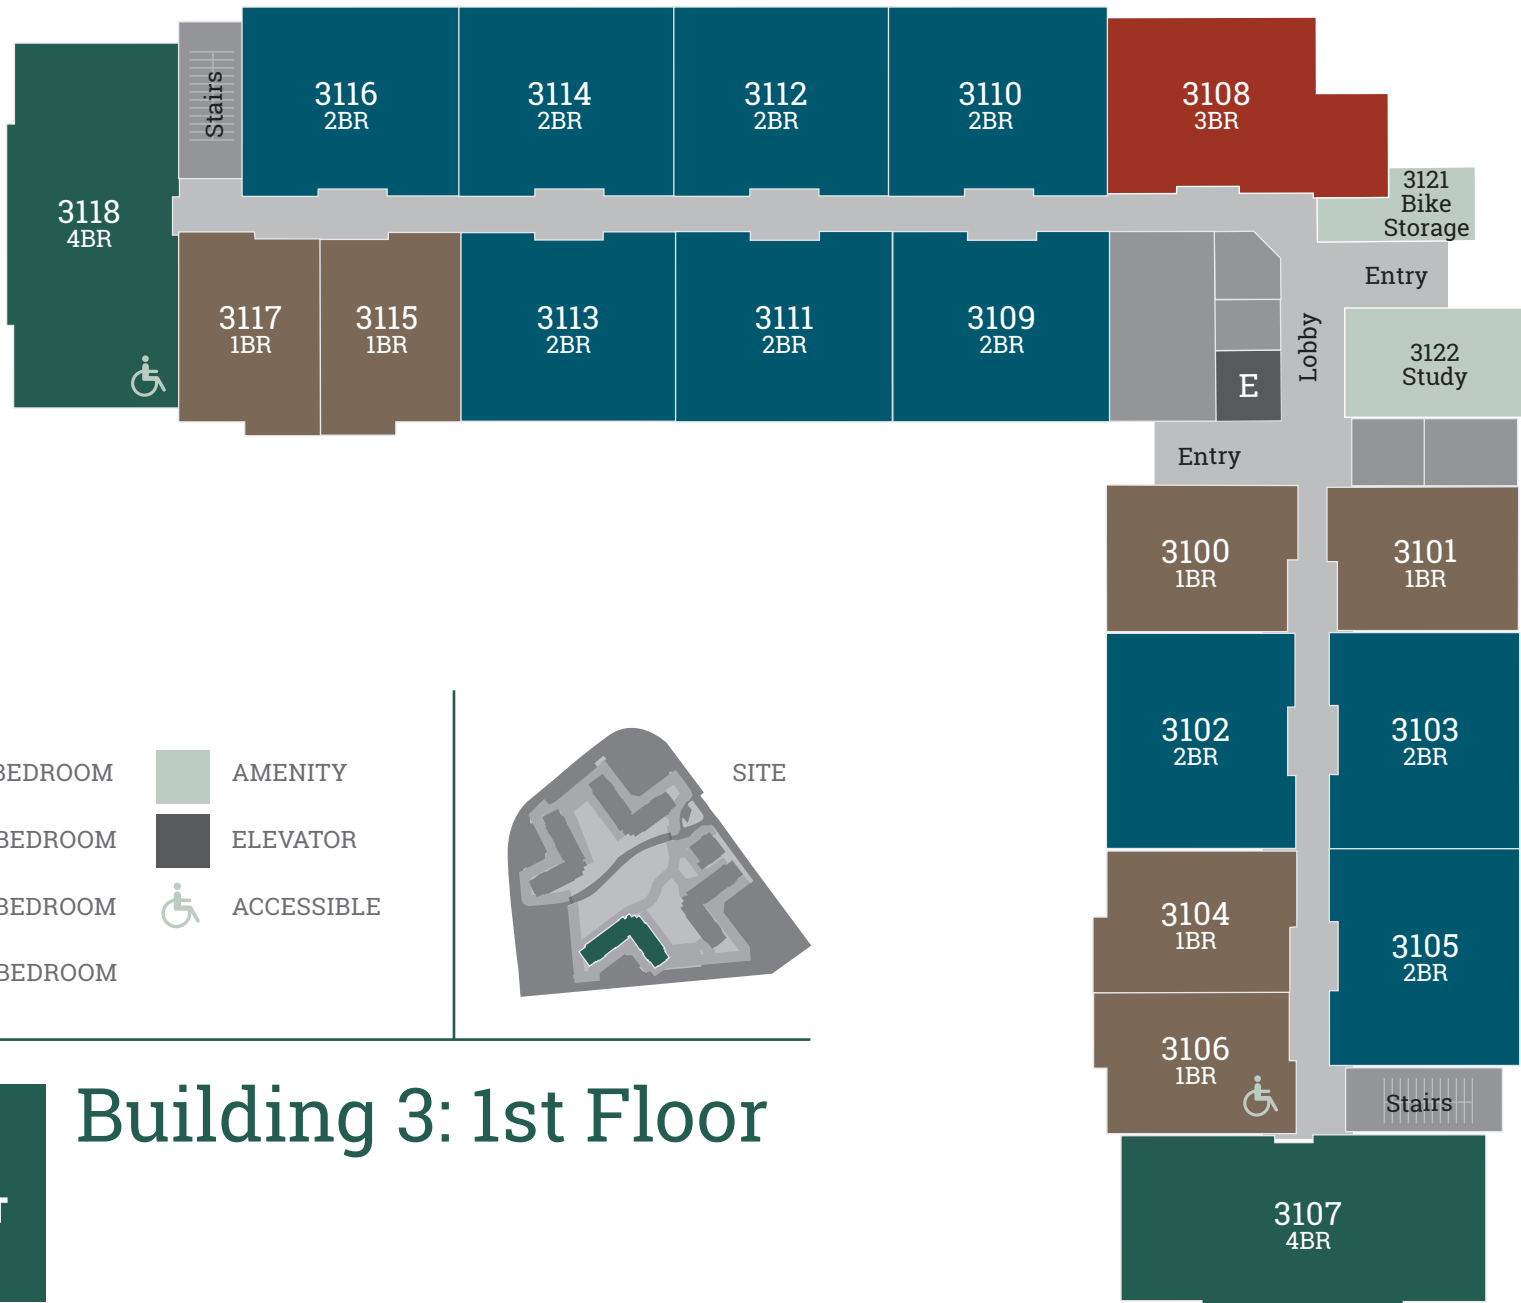 Stairs
3116
2BR
3114
2BR
3112
2BR
3110
2BR
3108
3BR
3118
4BR
3121
Bike
Storage
Entry
3117
1BR
3115
1BR
3113
2BR
3111
2BR
3109
2BR
E
Lobby
3122
Study
Entry
3100
1BR
3101
1BR
3102
2BR
3103
2BR
3104
1BR
3105
2BR
3106
1BR
Stairs
3107
4BR
BEDROOM
AMENITY
BEDROOM
ELEVATOR
BEDROOM
ACCESSIBLE
BEDROOM
SITE
Building 3: 1st Floor